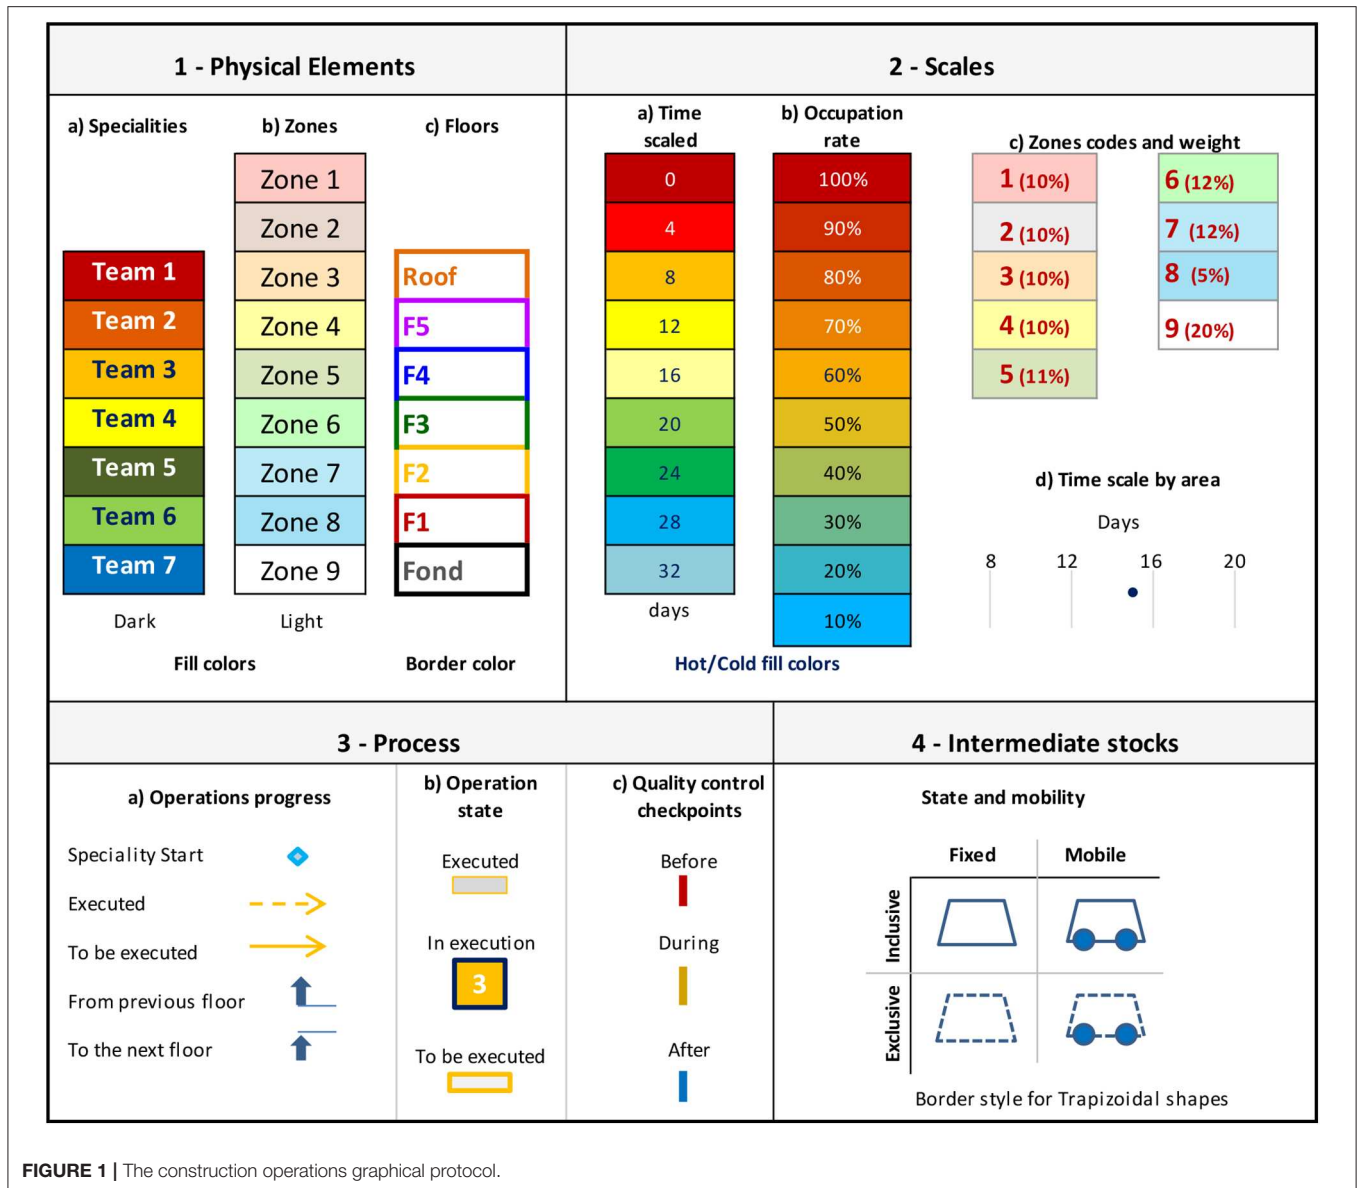 1 - Physical Elements
2 - Scales
a) Specialities
b) Zones
c) Floors
Team 1
Team 2
Team 3
Team 4
Team 5
Team 6
Team 7
Dark
Zone 1
Zone 2
Zone 3
Zone 4
Zone 5
Zone 6
Zone 7
Zone 8
Zone 9
Light
Fill colors
Roof
F5
F4
F3
F2
F1
Fond
Border color
a) Time
scaled
0
4
8
12
16
20
24
28
32
days
b) Occupation
rate
100%
90%
80%
70%
60%
50%
40%
30%
20%
10%
Hot/Cold fill colors
c) Zones codes and weight
1 (10%)
2 (10%)
3 (10%)
4 (10%)
5 (11%)
6 (12%)
7 (12%)
8 (5%)
9 (20%)
d) Time scale by area
Days
8 12 16 20
3 - Process
4 - Intermediate stocks
a) Operations progress
Speciality Start
Executed
To be executed
From previous floor
To the next floor
b) Operation
state
Executed
In execution
3
To be executed
c) Quality control
checkpoints
Before
During
After
State and mobility
Fixed Mobile
Inclusive
Exclusive
Border style for Trapizoidal shapes
FIGURE 1 | The construction operations graphical protocol.